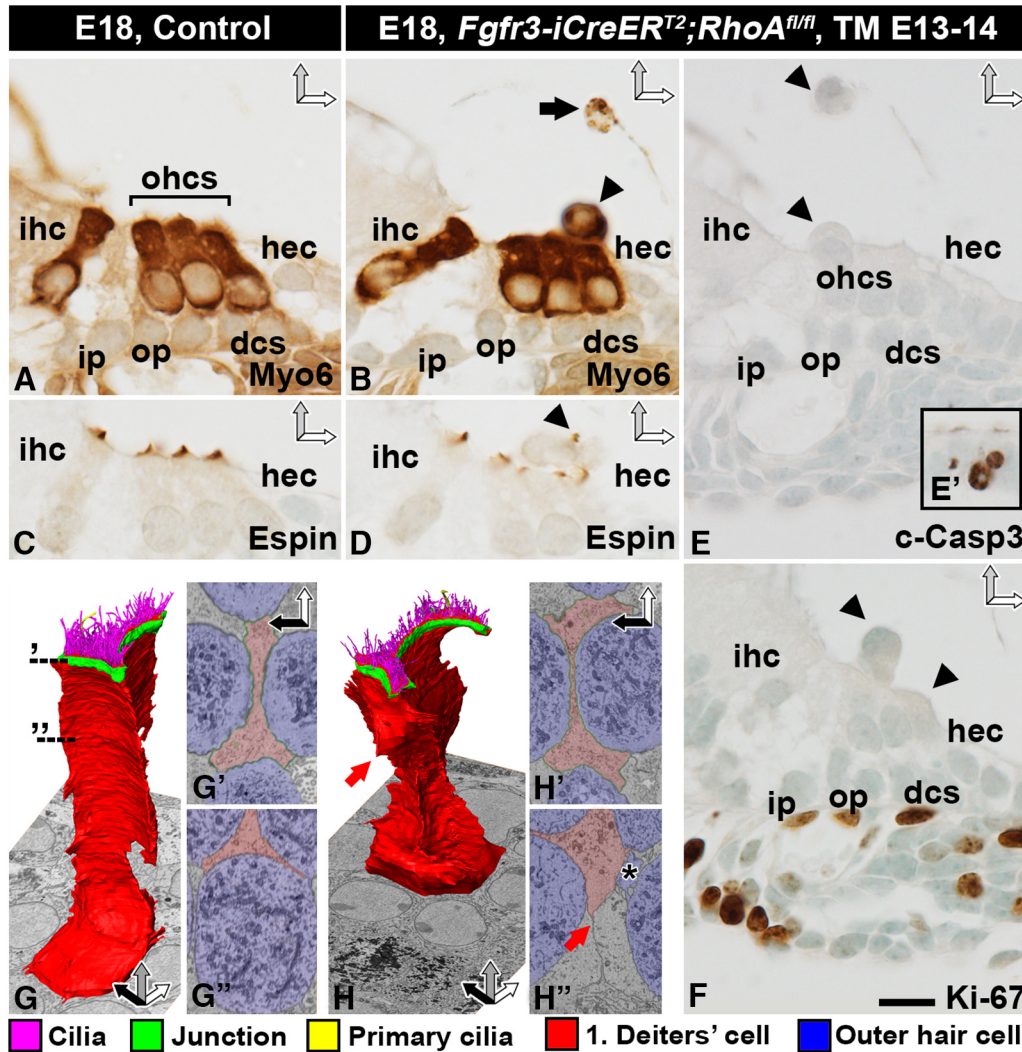 E18, Control
E18, Fgfr3-iCreER^T2;RhoA^fl/fl, TM E13-14
ohcs
ihc
hec
ip
op
dcs
A
Myo6
ihc
hec
ip
op
dcs
B
Myo6
ihc
hec
ohcs
ip
op
dcs
E'
E
c-Casp3
ihc
hec
C
Espin
ihc
hec
D
Espin
'
''
G
G'
G''
H
H'
*
H''
ihc
hec
ip
op
dcs
F
Ki-67
Cilia
Junction
Primary cilia
1. Deiters' cell
Outer hair cell